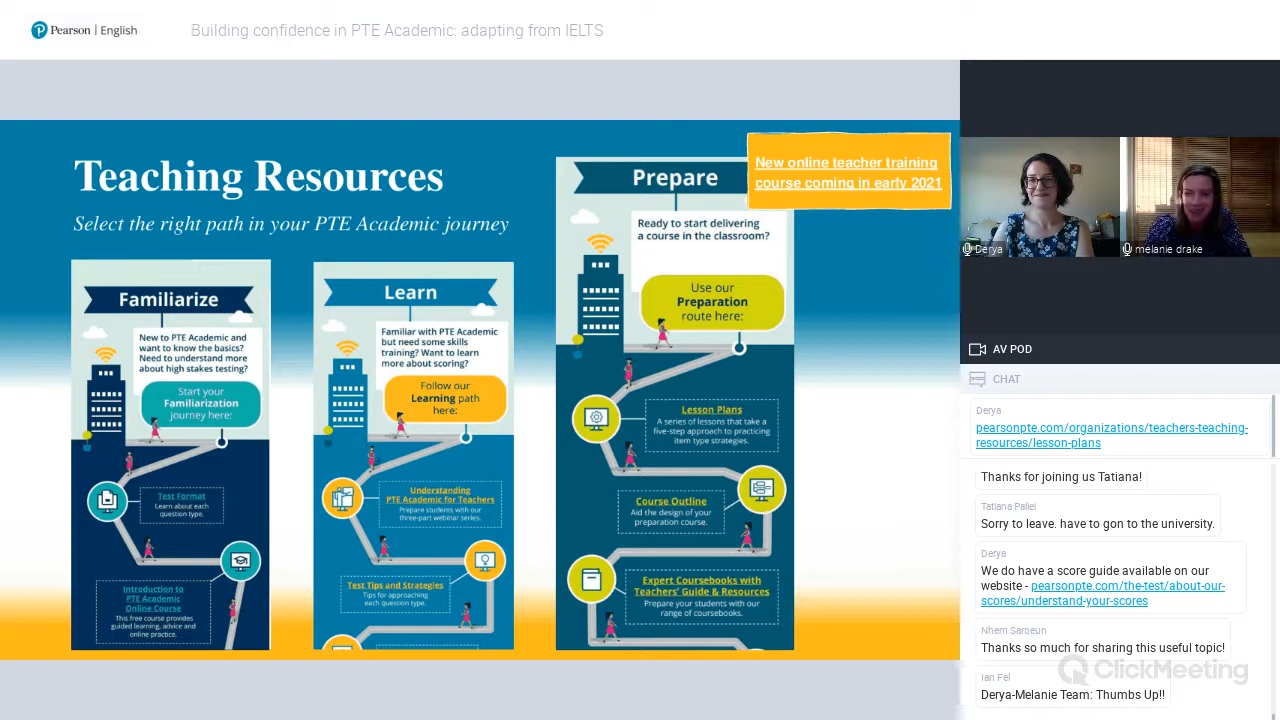 Pearson | English
Building confidence in PTE Academic: adapting from IELTS
Teaching Resources
Select the right path in your PTE Academic journey
New online teacher training
course coming in early 2021
Familiarize
New to PTE Academic and
want to know the basics?
Need to understand more
about high stakes testing?
Start your
Familiarization
journey here:
Test Format
Learn about each
question type.
Introduction to
PTE Academic
Online Course
This free course provides
guided learning, advice and
online practice.
Learn
Familiar with PTE Academic
but need some skills
training? Want to learn
more about scoring?
Follow our
Learning path
here:
Understanding
PTE Academic for Teachers
Prepare students with our
three-part webinar series.
Test Tips and Strategies
Tips for approaching
each question type.
Prepare
Ready to start delivering
a course in the classroom?
Use our
Preparation
route here:
Lesson Plans
A series of lessons that take a
five-step approach to practicing
item type strategies.
Course Outline
Aid the design of your
preparation course.
Expert Coursebooks with
Teachers' Guide & Resources
Prepare your students with our
range of coursebooks.
Derya
melanie drake
AV POD
CHAT
Derya
pearsonpte.com/organizations/teachers-teaching-
resources/lesson-plans
Thanks for joining us Tatiana!
Tatiana Paliei
Sorry to leave. have to gon to the university.
Derya
We do have a score guide available on our
website - pearsonpte.com/the-test/about-our-
scores/understand-your-scores
Nhem Saroeun
Thanks so much for sharing this useful topic!
Ian Fel
Derya-Melanie Team: Thumbs Up!!
ClickMeeting